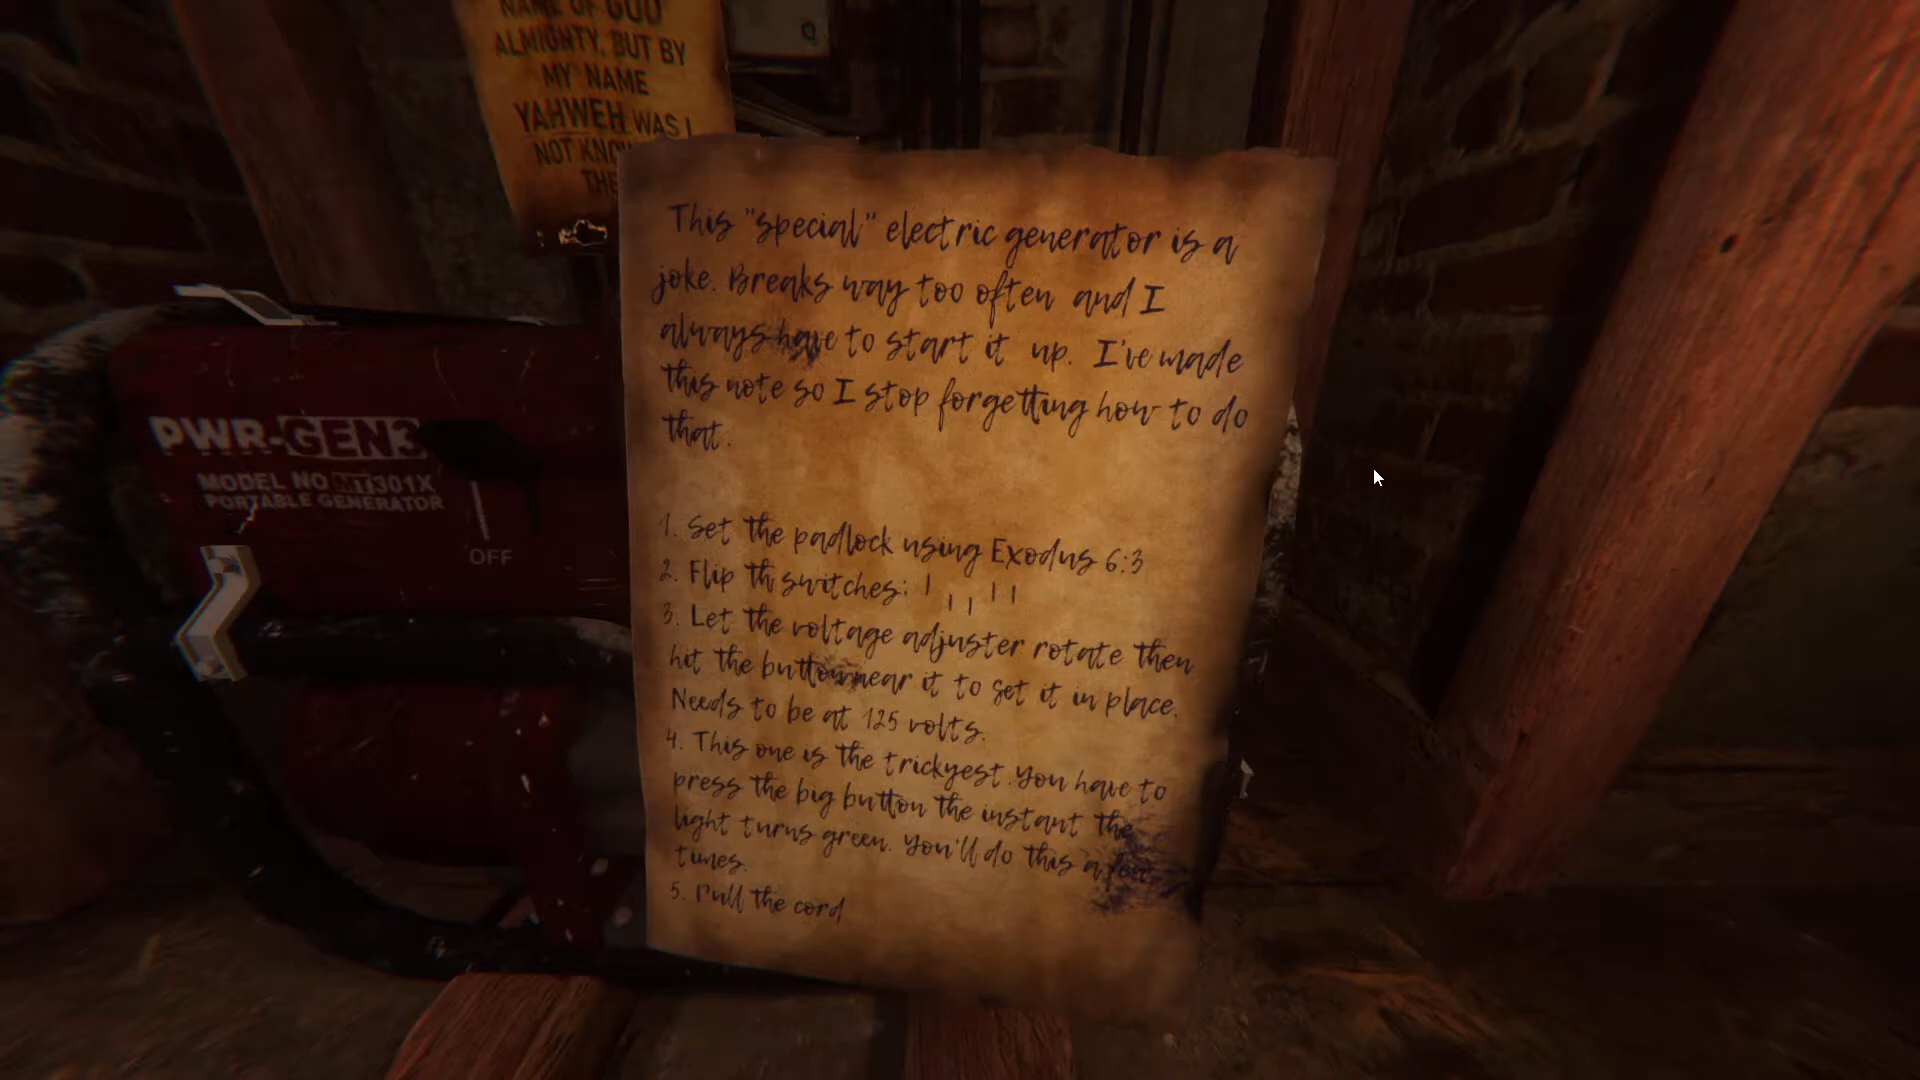 NAME OF GOD
ALMIGHTY, BUT BY
MY NAME
YAHWEH WAS I
NOT
THE
This "special" electric generator is a
joke. Breaks way too often and I
always have to start it up. I've made
this note so I stop forgetting how to do
that.
1. Set the padlock using Exodus 6:3
2. Flip th switches:
3. Let the voltage adjuster rotate then
hit the button near it to set it in place.
Needs to be at 125 volts.
4. This one is the trickyest. You have to
press the big button the instant the
light turns green. You'll do this a few
times.
5. Pull the cord
PWR-GEN3
MODEL NO MT301X
PORTABLE GENERATOR
OFF